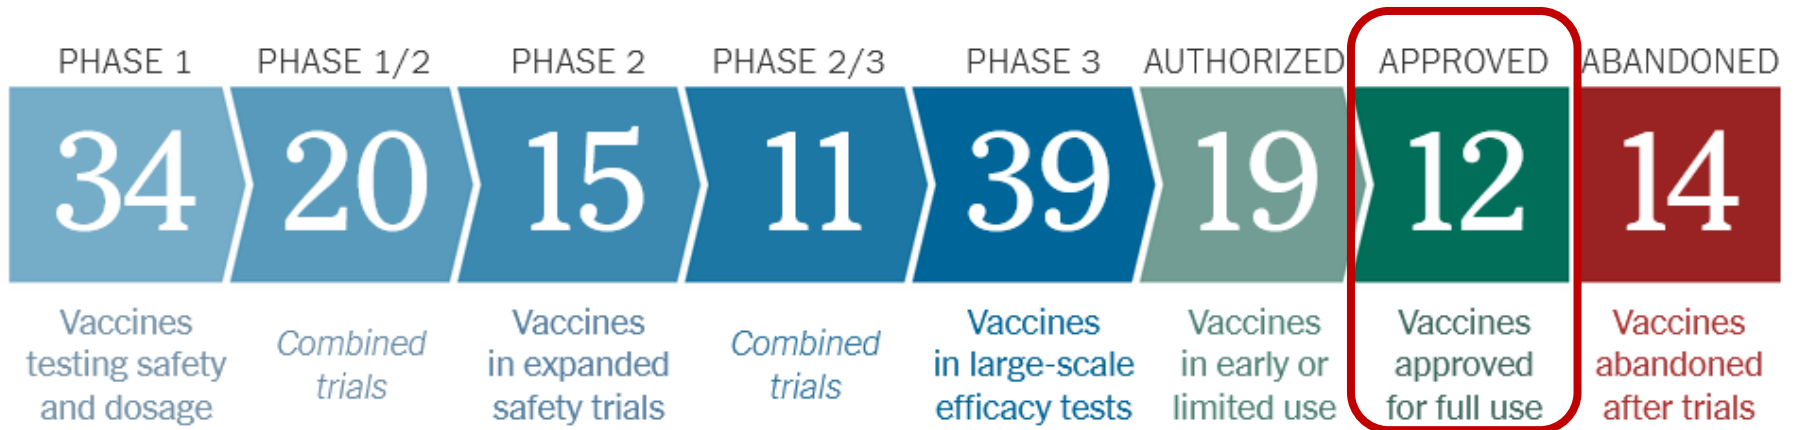 PHASE 1 PHASE 1/2 PHASE 2 PHASE 2/3 PHASE 3 AUTHORIZED APPROVED ABANDONED
34 20 15 11 39 19 12 14
Vaccines
testing safety
and dosage
Combined
trials
Vaccines
in expanded
safety trials
Combined
trials
Vaccines
in large-scale
efficacy tests
Vaccines
in early or
limited use
Vaccines
approved
for full use
Vaccines
abandoned
after trials